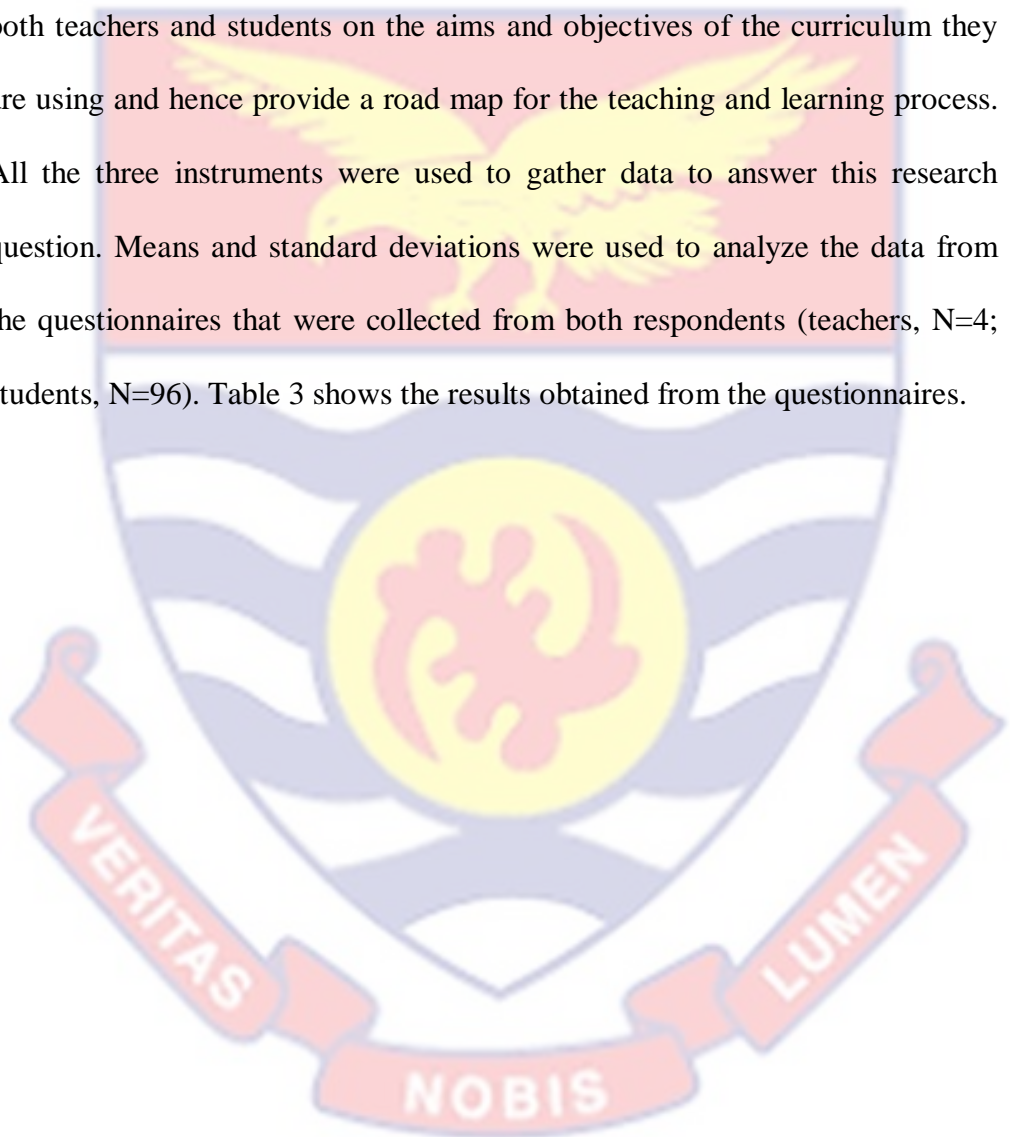 both teachers and students on the aims and objectives of the curriculum they
are using and hence provide a road map for the teaching and learning process.
All the three instruments were used to gather data to answer this research
question. Means and standard deviations were used to analyze the data from
the questionnaires that were collected from both respondents (teachers, N=4;
students, N=96). Table 3 shows the results obtained from the questionnaires.
VERITAS
NOBIS
LUMEN